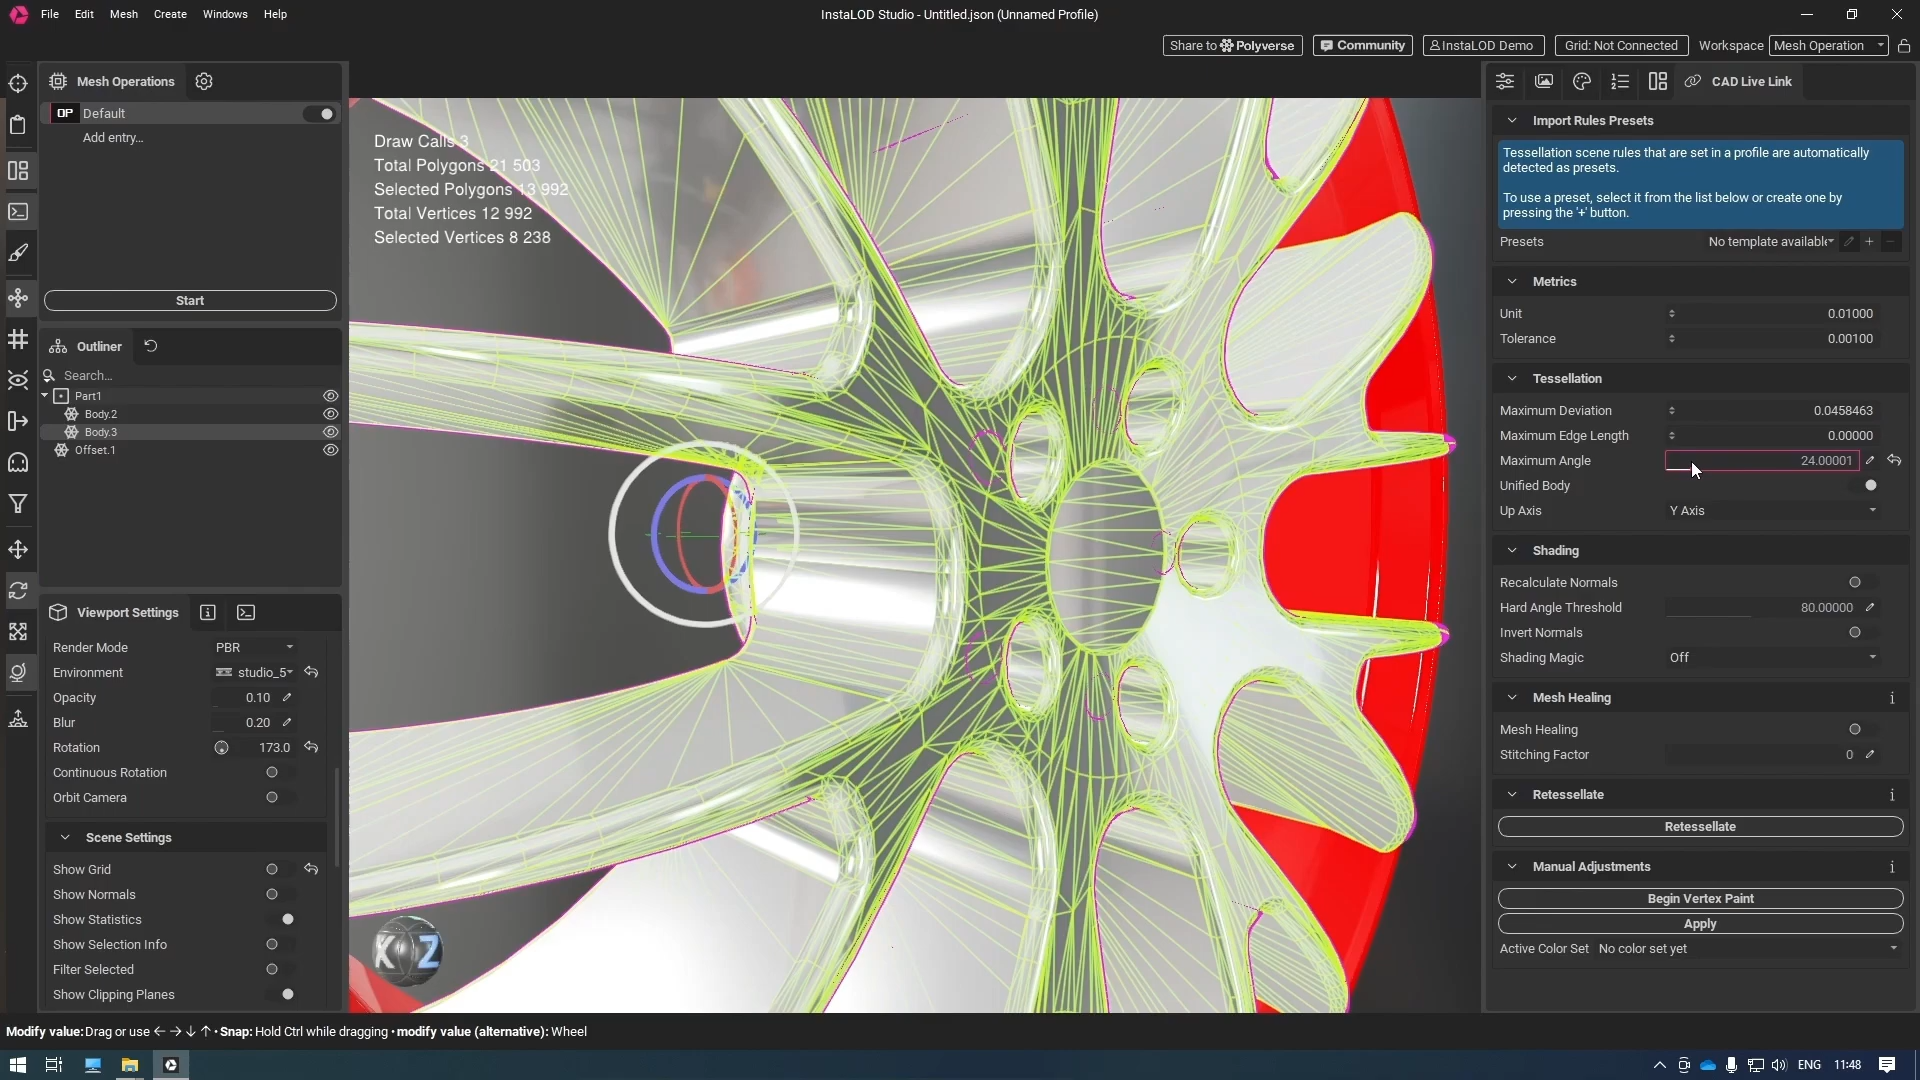 File Edit Mesh Create Windows Help
InstaLOD Studio - Untitled.json (Unnamed Profile)
Share to Polyverse
Community
InstaLOD Demo
Grid: Not Connected
Workspace
Mesh Operation
Mesh Operations
OP Default
Add entry...
Start
Outliner
Search...
Part1
Body.2
Body.3
Offset.1
Viewport Settings
Render Mode PBR
Environment studio_5
Opacity 0.10
Blur 0.20
Rotation 173.0
Continuous Rotation
Orbit Camera
Scene Settings
Show Grid
Show Normals
Show Statistics
Show Selection Info
Filter Selected
Show Clipping Planes
Draw Calls 3
Total Polygons 21 503
Selected Polygons 13 992
Total Vertices 12 992
Selected Vertices 8 238
X Z
CAD Live Link
Import Rules Presets
Tessellation scene rules that are set in a profile are automatically
detected as presets.
To use a preset, select it from the list below or create one by
pressing the '+' button.
Presets No template available
Metrics
Unit 0.01000
Tolerance 0.00100
Tessellation
Maximum Deviation 0.0458463
Maximum Edge Length 0.00000
Maximum Angle 24.00001
Unified Body
Up Axis Y Axis
Shading
Recalculate Normals
Hard Angle Threshold 80.00000
Invert Normals
Shading Magic Off
Mesh Healing
Mesh Healing
Stitching Factor 0
Retessellate
Retessellate
Manual Adjustments
Begin Vertex Paint
Apply
Active Color Set No color set yet
Modify value: Drag or use ← → ↓ ↑ • Snap: Hold Ctrl while dragging • modify value (alternative): Wheel
ENG 11:48